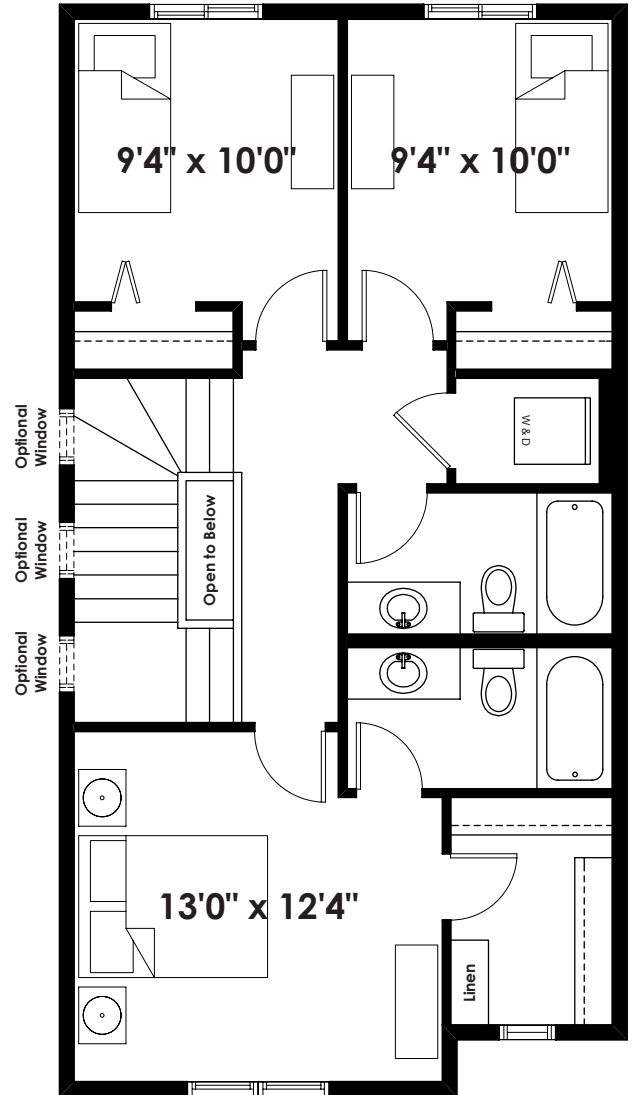 9'4" x 10'0"
9'4" x 10'0"
Optional
Window
W & D
Optional
Window
Open to Below
Optional
Window
13'0" x 12'4"
Linen